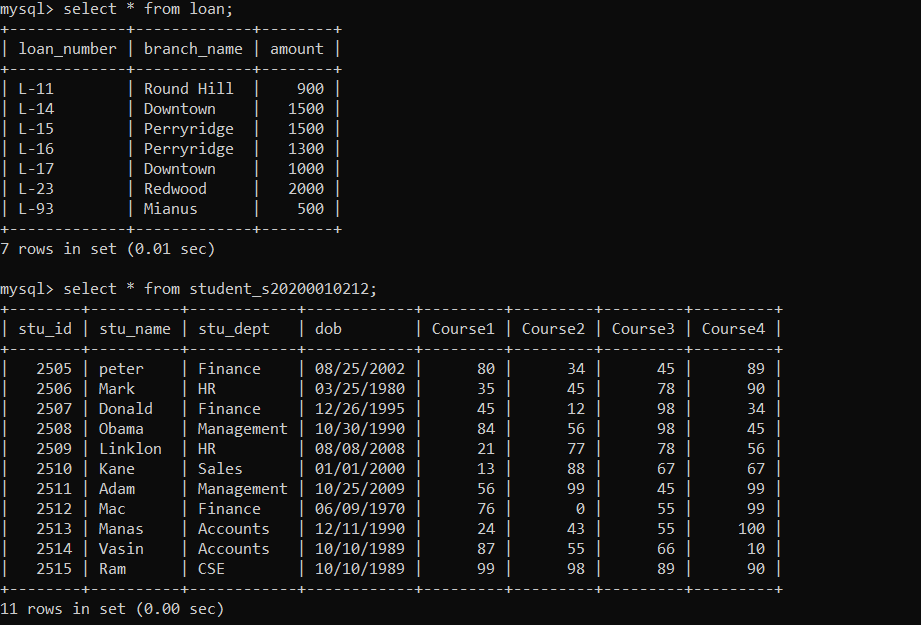 mysql> select * from loan;
+-------------+-------------+--------+
| loan_number | branch_name | amount |
+-------------+-------------+--------+
| L-11        | Round Hill  |    900 |
| L-14        | Downtown    |   1500 |
| L-15        | Perryridge  |   1500 |
| L-16        | Perryridge  |   1300 |
| L-17        | Downtown    |   1000 |
| L-23        | Redwood     |   2000 |
| L-93        | Mianus      |    500 |
+-------------+-------------+--------+
7 rows in set (0.01 sec)

mysql> select * from student_s20200010212;
+--------+----------+------------+------------+---------+---------+---------+---------+
| stu_id | stu_name | stu_dept   | dob        | Course1 | Course2 | Course3 | Course4 |
+--------+----------+------------+------------+---------+---------+---------+---------+
|   2505 | peter    | Finance    | 08/25/2002 |      80 |      34 |      45 |      89 |
|   2506 | Mark     | HR         | 03/25/1980 |      35 |      45 |      78 |      90 |
|   2507 | Donald   | Finance    | 12/26/1995 |      45 |      12 |      98 |      34 |
|   2508 | Obama    | Management | 10/30/1990 |      84 |      56 |      98 |      45 |
|   2509 | Linklon  | HR         | 08/08/2008 |      21 |      77 |      78 |      56 |
|   2510 | Kane     | Sales      | 01/01/2000 |      13 |      88 |      67 |      67 |
|   2511 | Adam     | Management | 10/25/2009 |      56 |      99 |      45 |      99 |
|   2512 | Mac      | Finance    | 06/09/1970 |      76 |       0 |      55 |      99 |
|   2513 | Manas    | Accounts   | 12/11/1990 |      24 |      43 |      55 |     100 |
|   2514 | Vasin    | Accounts   | 10/10/1989 |      87 |      55 |      66 |      10 |
|   2515 | Ram      | CSE        | 10/10/1989 |      99 |      98 |      89 |      90 |
+--------+----------+------------+------------+---------+---------+---------+---------+
11 rows in set (0.00 sec)